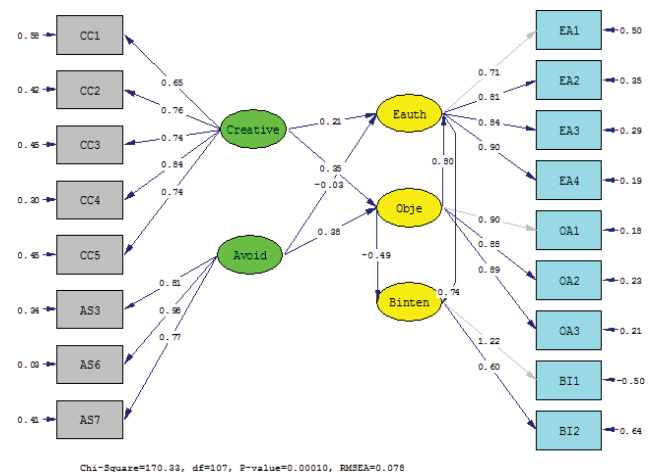 0.58 CC1
0.42 CC2
0.45 CC3
0.30 CC4
0.45 CC5
0.34 AS3
0.03 AS6
0.41 AS7
0.65
0.76
0.74
0.84
0.74
0.81
0.98
0.77
Creative
Avoid
0.21
0.35
-0.03
0.38
Eauth
0.80
Obje
-0.49
0.74
Binten
0.71
0.81
0.84
0.90
0.90
0.88
0.89
1.22
0.60
EA1 0.50
EA2 0.35
EA3 0.29
EA4 0.19
OA1 0.18
OA2 0.23
OA3 0.21
BI1 -0.50
BI2 0.64
Chi-Square=170.33, df=107, P-value=0.00010, RMSEA=0.078